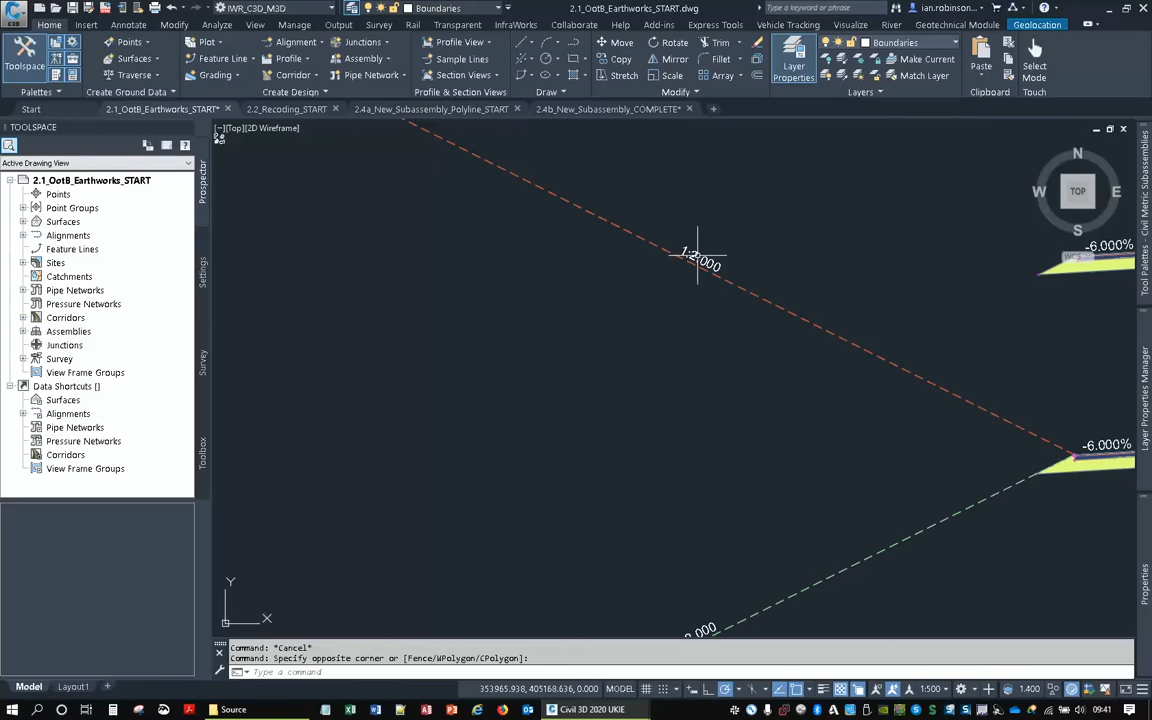 IWR_C3D_M3D
Boundaries
2.1_OotB_Earthworks_START.dwg
Type a keyword or phrase
ian.robinson...
C3D
Home
Insert
Annotate
Modify
Analyze
View
Manage
Output
Survey
Rail
Transparent
InfraWorks
Collaborate
Help
Add-ins
Express Tools
Vehicle Tracking
Visualize
River
Geotechnical Module
Geolocation
Toolspace
Points
Surfaces
Traverse
Plot
Feature Line
Grading
Alignment
Profile
Corridor
Junctions
Assembly
Pipe Network
Profile View
Sample Lines
Section Views
Move
Copy
Stretch
Rotate
Mirror
Scale
Trim
Fillet
Array
Layer
Properties
Boundaries
Make Current
Match Layer
Paste
Select
Mode
Palettes
Create Ground Data
Create Design
Profile & Section Views
Draw
Modify
Layers
Clipboard
Touch
Start
2.1_OotB_Earthworks_START*
2.2_Recoding_START
2.4a_New_Subassembly_Polyline_START
2.4b_New_Subassembly_COMPLETE*
TOOLSPACE
Active Drawing View
2.1_OotB_Earthworks_START
Points
Point Groups
Surfaces
Alignments
Feature Lines
Sites
Catchments
Pipe Networks
Pressure Networks
Corridors
Assemblies
Junctions
Survey
View Frame Groups
Data Shortcuts []
Surfaces
Alignments
Pipe Networks
Pressure Networks
Corridors
View Frame Groups
Prospector
Settings
Survey
Toolbox
[−][Top][2D Wireframe]
1:2.000
N
W
TOP
E
S
WCS
-6.000%
-6.000%
Y
X
Tool Palettes - Civil Metric Subassemblies
Layer Properties Manager
Properties
Command: *Cancel*
Command: Specify opposite corner or [Fence/WPolygon/CPolygon]:
Type a command
Model
Layout1
353965.938, 405168.636, 0.000
MODEL
1:500
1.400
Source
Civil 3D 2020 UKIE
09:41